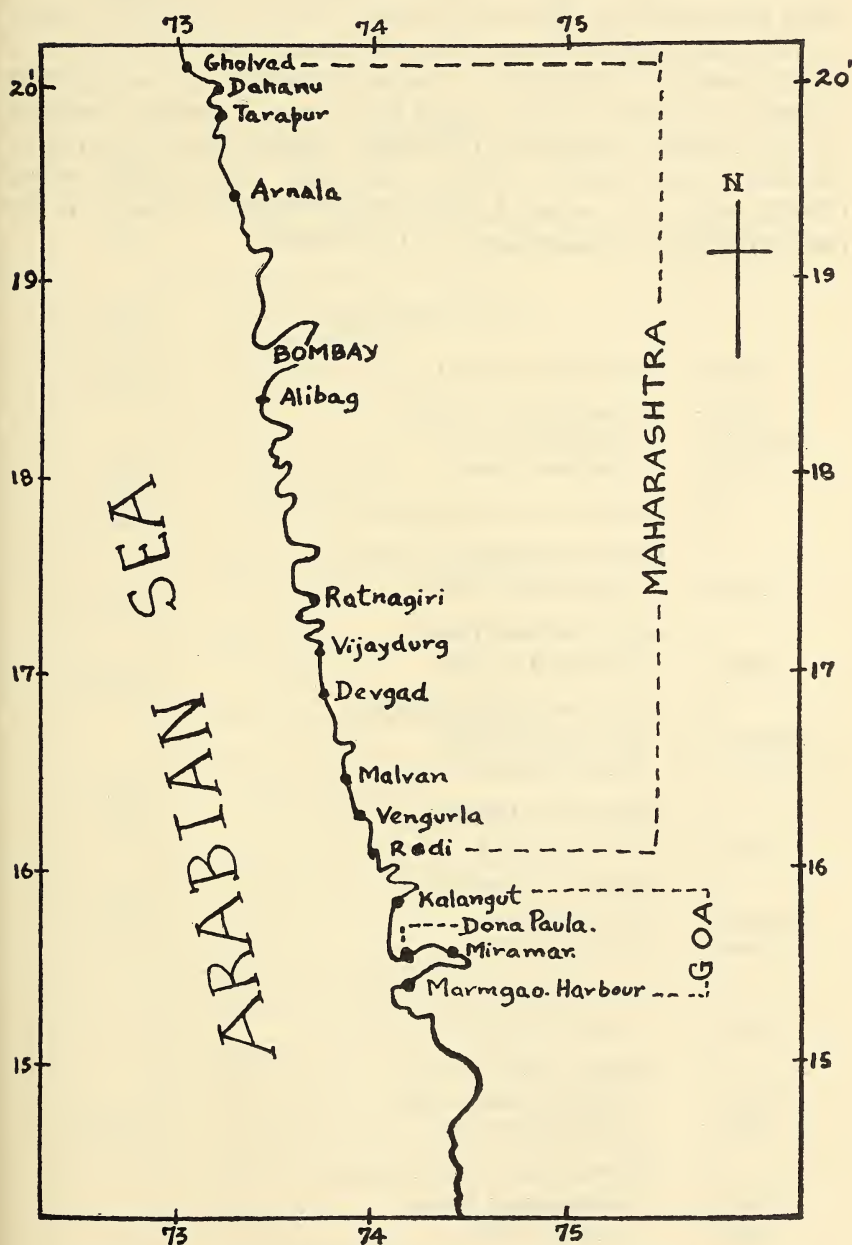 73 74 75
Gholvad
20' 20'
Dahanu
Tarapur
Arnala
N
19 19
BOMBAY
Alibag
MAHARASHTRA
18 18
ARABIAN SEA
Ratnagiri
Vijaydurg
17 17
Devgad
Malvan
Vengurla
Redi
16 16
Kalangut
Dona Paula.
Miramar.
GOA
Marmgao. Harbour
15 15
73 74 75